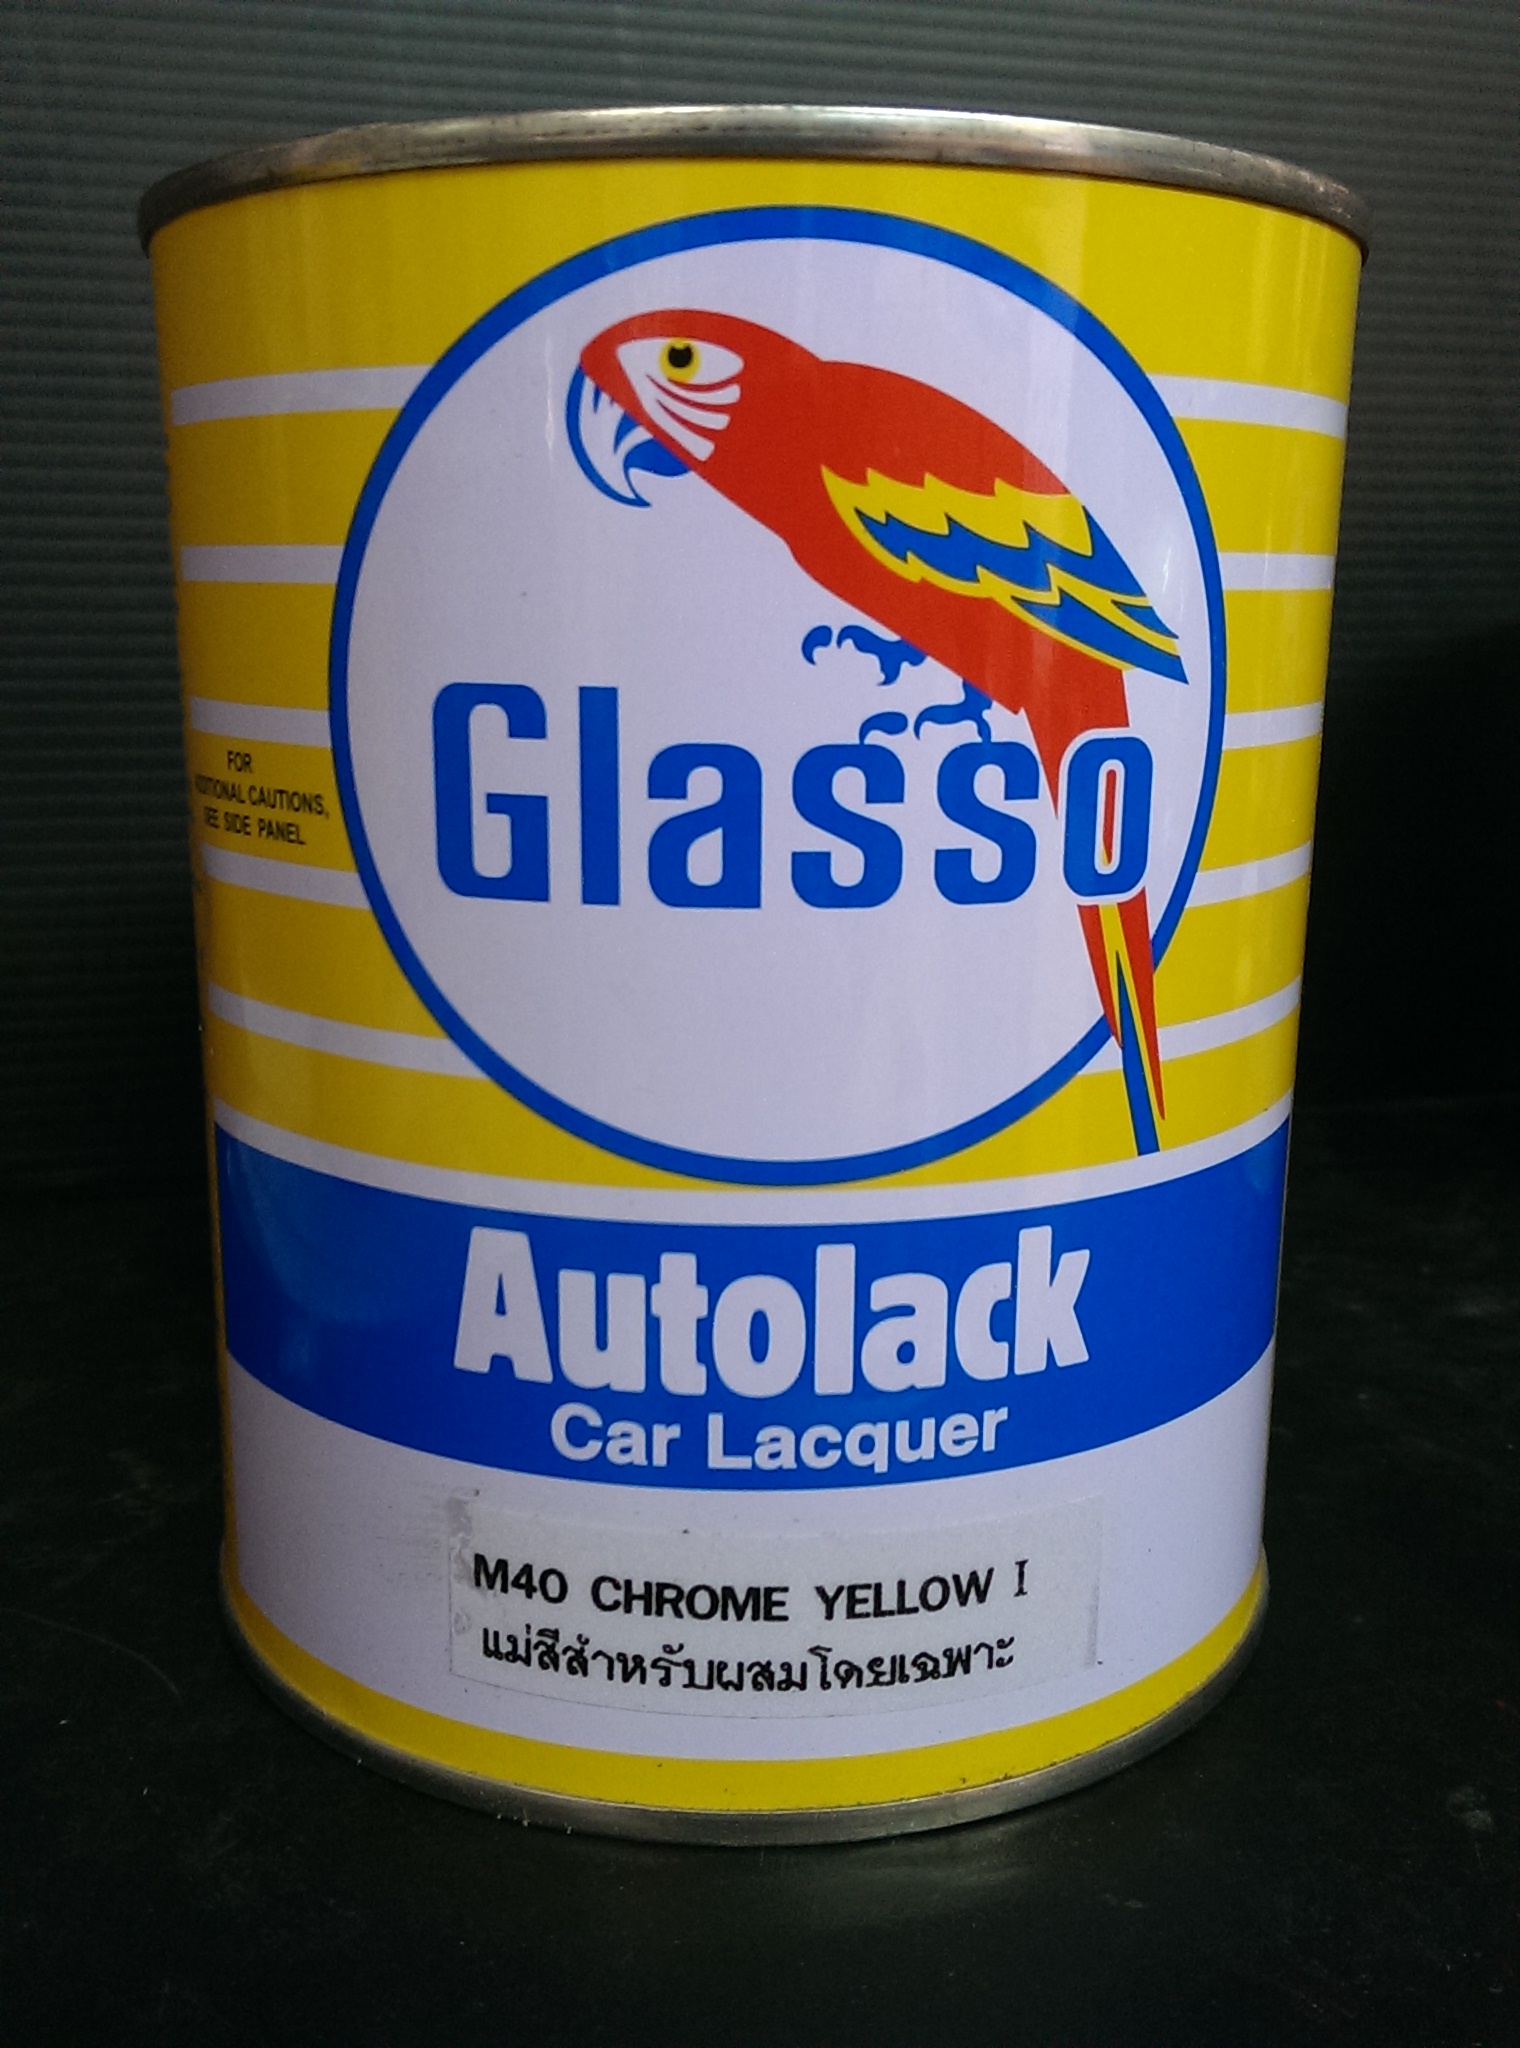 Glasso
FOR
ADDITIONAL CAUTIONS,
SEE SIDE PANEL
Autolack
Car Lacquer
M40 CHROME YELLOW I
แม่สีสำหรับผสมโดยเฉพาะ